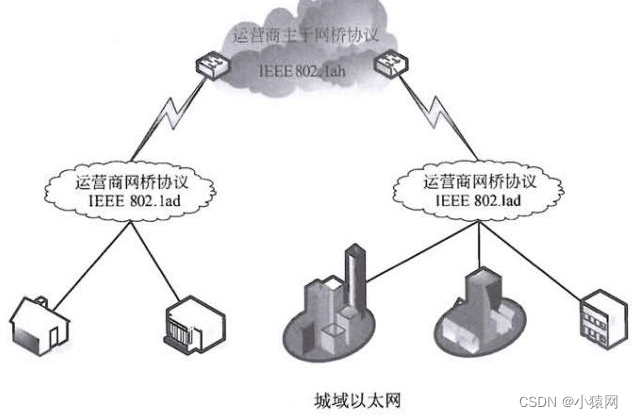 运营商主干网桥协议
IEEE 802.1ah
运营商网桥协议
IEEE 802.1ad
运营商网桥协议
IEEE 802.lad
城域以太网
CSDN @小猿网